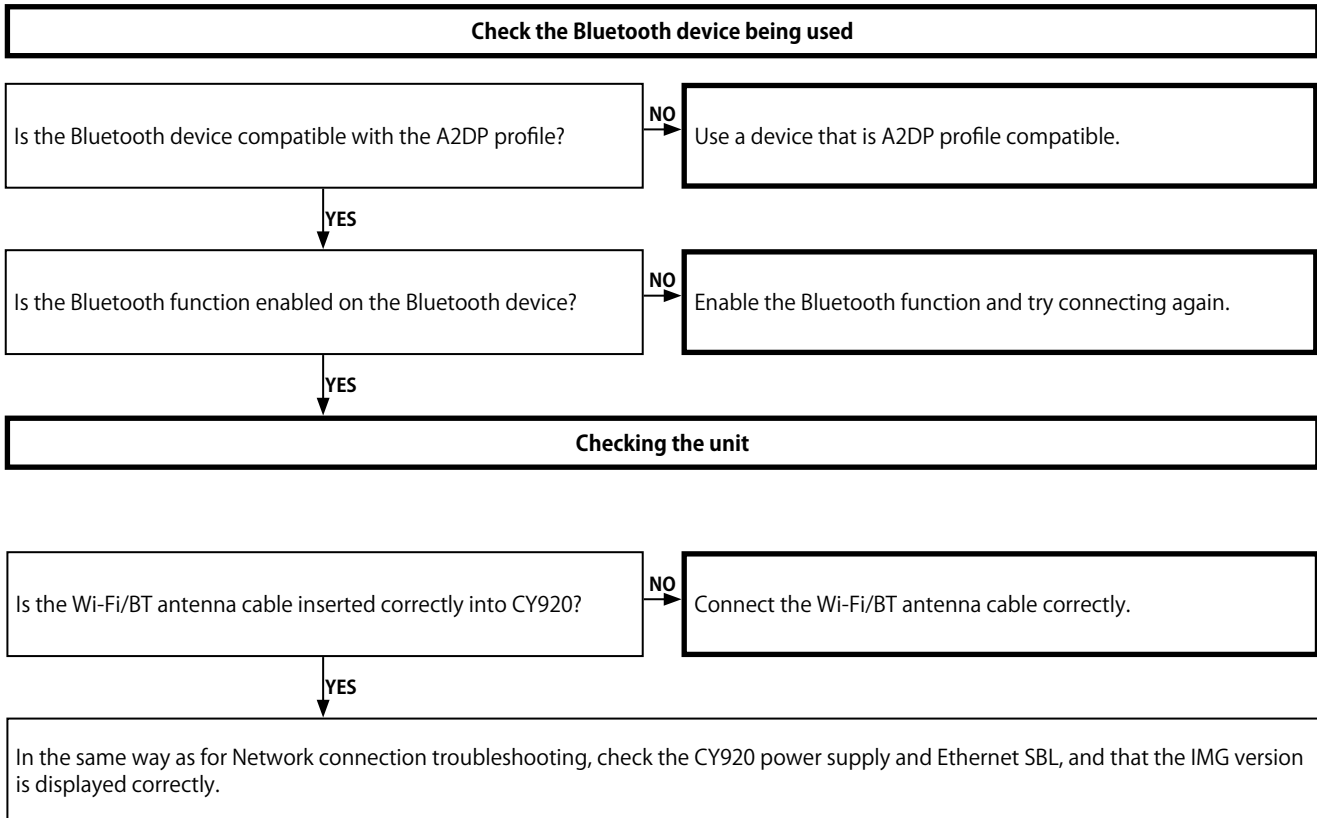 Check the Bluetooth device being used
Is the Bluetooth device compatible with the A2DP profile?
NO
Use a device that is A2DP profile compatible.
YES
Is the Bluetooth function enabled on the Bluetooth device?
NO
Enable the Bluetooth function and try connecting again.
YES
Checking the unit
Is the Wi-Fi/BT antenna cable inserted correctly into CY920?
NO
Connect the Wi-Fi/BT antenna cable correctly.
YES
In the same way as for Network connection troubleshooting, check the CY920 power supply and Ethernet SBL, and that the IMG version
is displayed correctly.